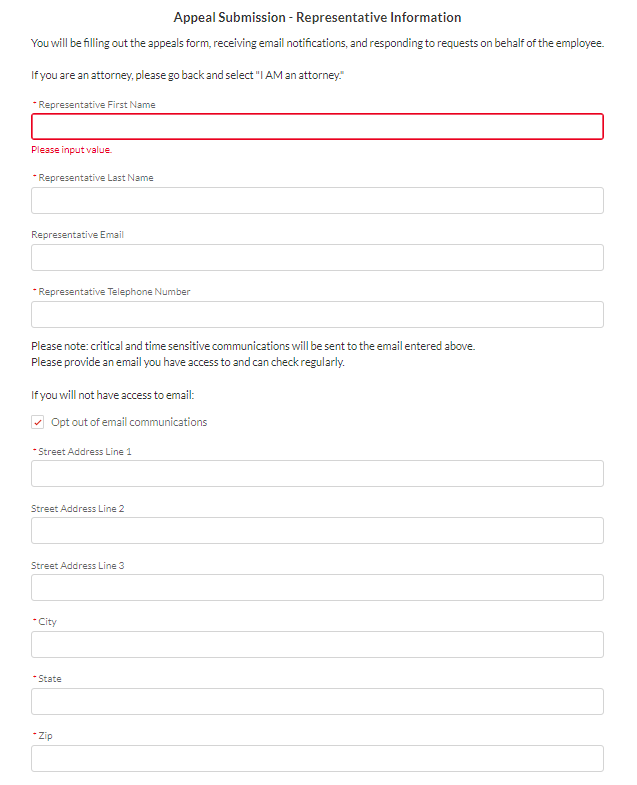 Appeal Submission - Representative Information
You will be filling out the appeals form, receiving email notifications, and responding to requests on behalf of the employee.
If you are an attorney, please go back and select "I AM an attorney."
* Representative First Name
Please input value.
* Representative Last Name
Representative Email
* Representative Telephone Number
Please note: critical and time sensitive communications will be sent to the email entered above.
Please provide an email you have access to and can check regularly.
If you will not have access to email:
Opt out of email communications
* Street Address Line 1
Street Address Line 2
Street Address Line 3
* City
* State
* Zip